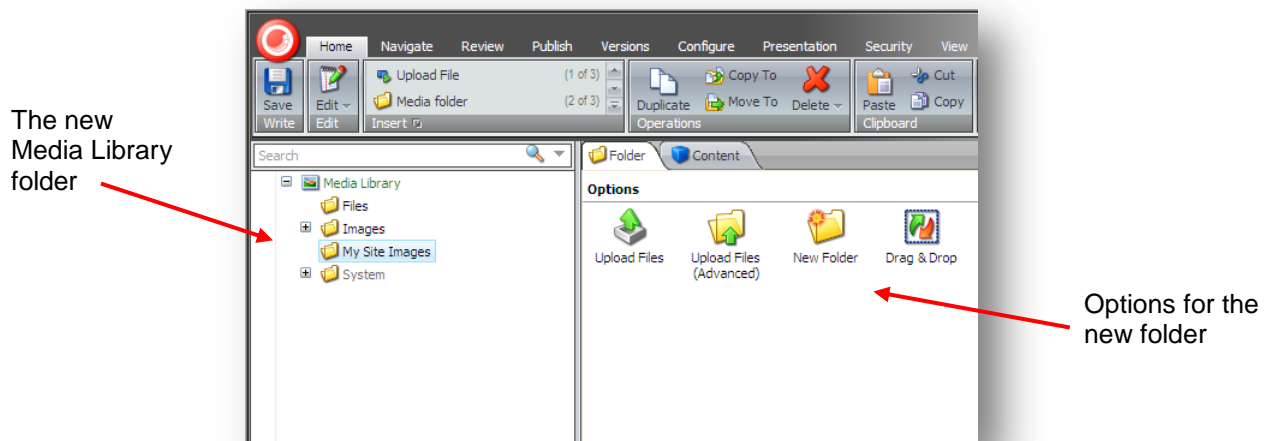 Home Navigate Review Publish Versions Configure Presentation Security View
Upload File (1 of 3)
Media folder (2 of 3)
Save Edit Duplicate Copy To Move To Delete Paste Cut Copy
Write Edit Insert Operations Clipboard
The new
Media Library
folder
Search
Media Library
Files
Images
My Site Images
System
Folder Content
Options
Upload Files Upload Files New Folder Drag & Drop
(Advanced)
Options for the
new folder